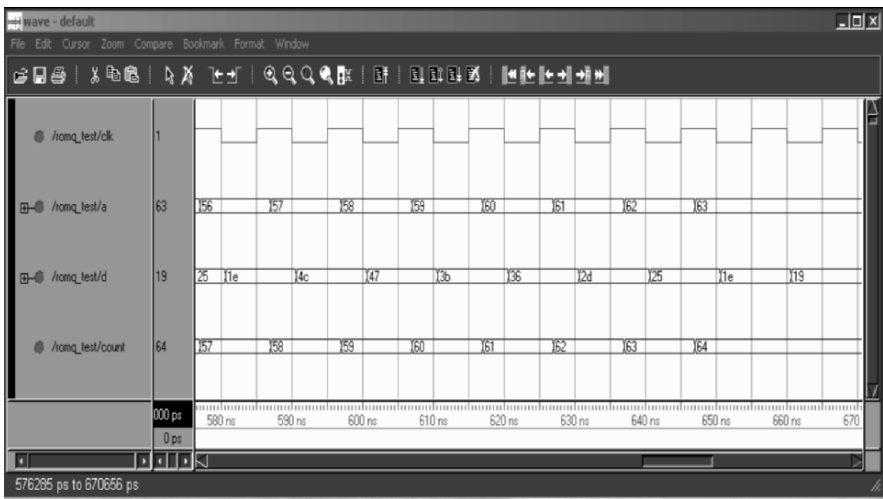 wave - default
File Edit Cursor Zoom Compare Bookmark Format Window
/romq_test/clk 1
/romq_test/a 63 56 57 58 59 60 61 62 63
/romq_test/d 19 25 1e 4c 47 3b 36 2d 25 1e 19
/romq_test/count 64 57 58 59 60 61 62 63 64
000 ps 580 ns 590 ns 600 ns 610 ns 620 ns 630 ns 640 ns 650 ns 660 ns 670
0 ps
576285 ps to 670656 ps